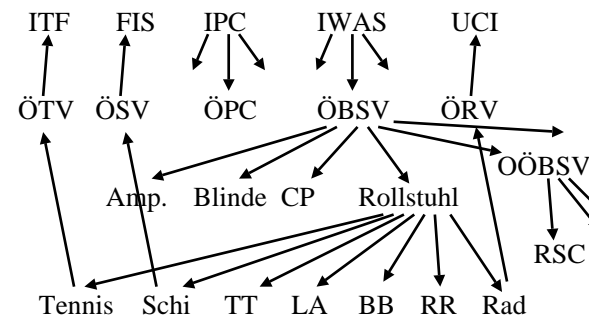 ITF FIS IPC IWAS UCI
ÖTV ÖSV ÖPC ÖBSV ÖRV
OÖBSV
Amp. Blinde CP Rollstuhl
RSC
Tennis Schi TT LA BB RR Rad